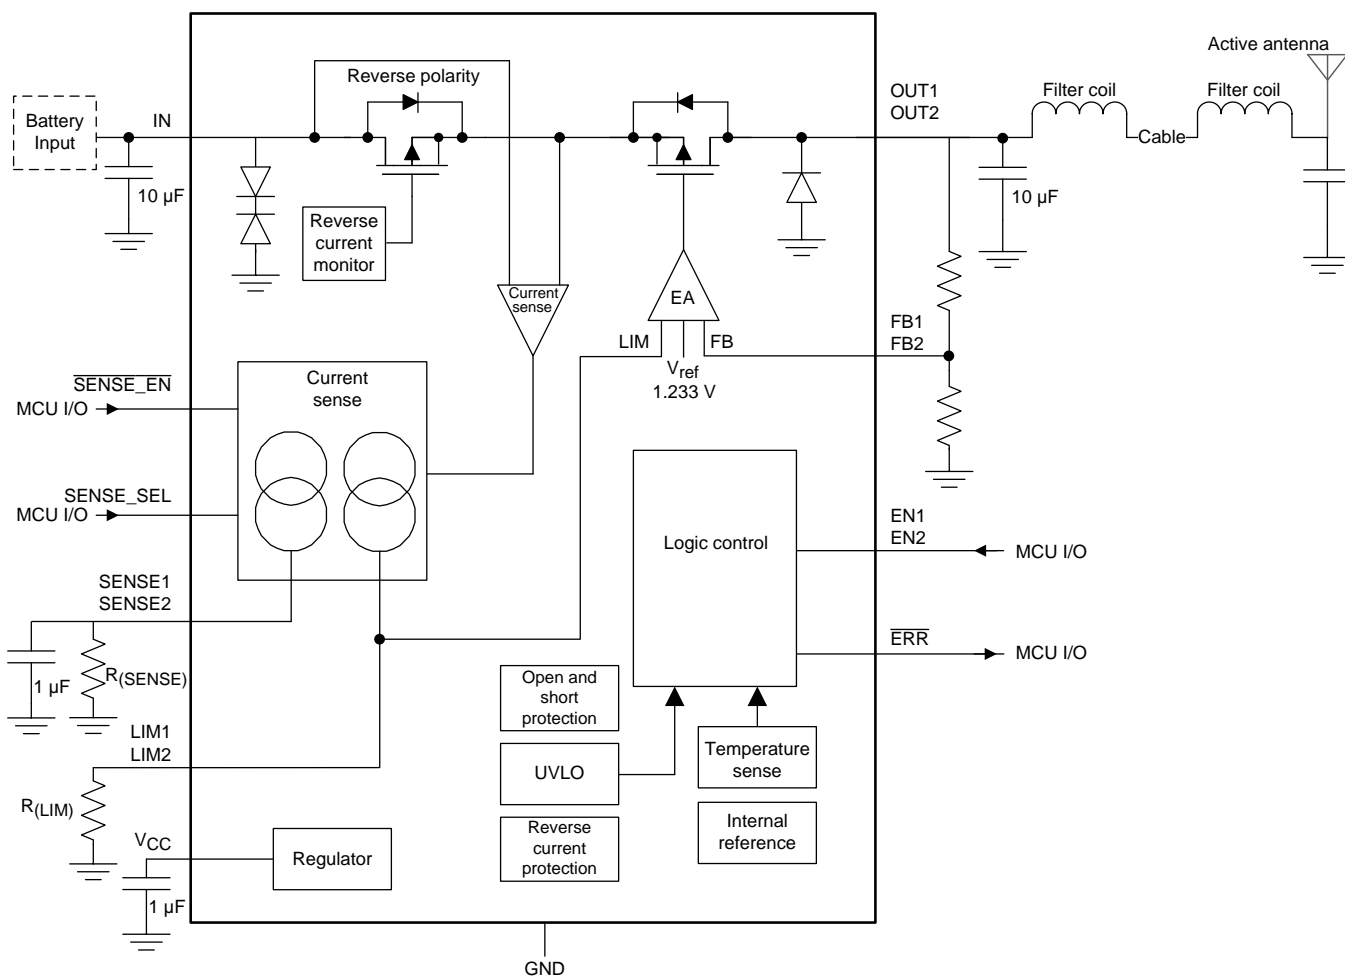 Active antenna
Reverse polarity
OUT1
OUT2
Filter coil
Filter coil
Battery
Input
IN
Cable
10 µF
10 µF
Reverse
current
monitor
Current
sense
EA
LIM
FB
FB1
FB2
Vref
1.233 V
SENSE_EN
MCU I/O
Current
sense
SENSE_SEL
MCU I/O
Logic control
EN1
EN2
MCU I/O
SENSE1
SENSE2
ERR
MCU I/O
1 µF
R(SENSE)
Open and
short
protection
LIM1
LIM2
UVLO
Temperature
sense
R(LIM)
Reverse
current
protection
Internal
reference
VCC
Regulator
1 µF
GND